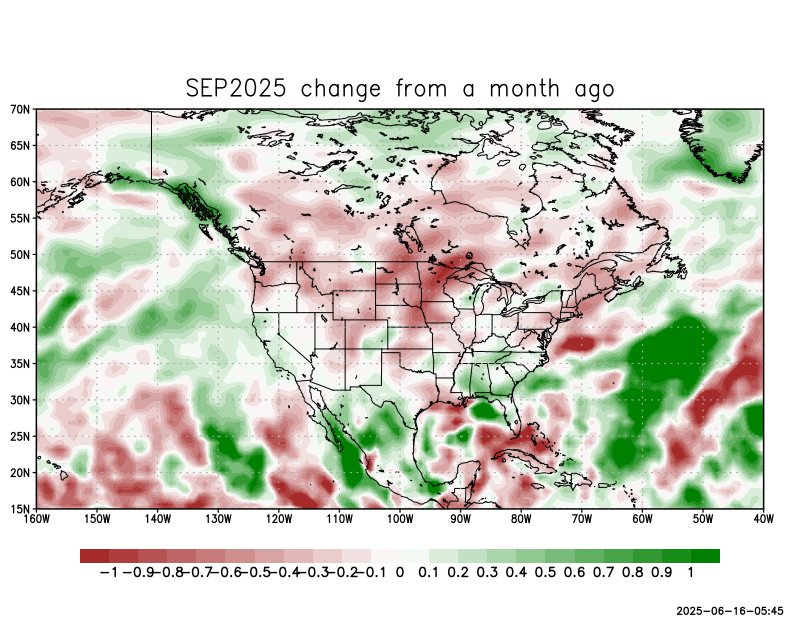 SEP2025 change from a month ago
70N
65N
60N
55N
50N
45N
40N
35N
30N
25N
20N
15N
160W 150W 140W 130W 120W 110W 100W 90W 80W 70W 60W 50W 40W
-1 -0.9 -0.8 -0.7 -0.6 -0.5 -0.4 -0.3 -0.2 -0.1 0 0.1 0.2 0.3 0.4 0.5 0.6 0.7 0.8 0.9 1
2025-06-16-05:45